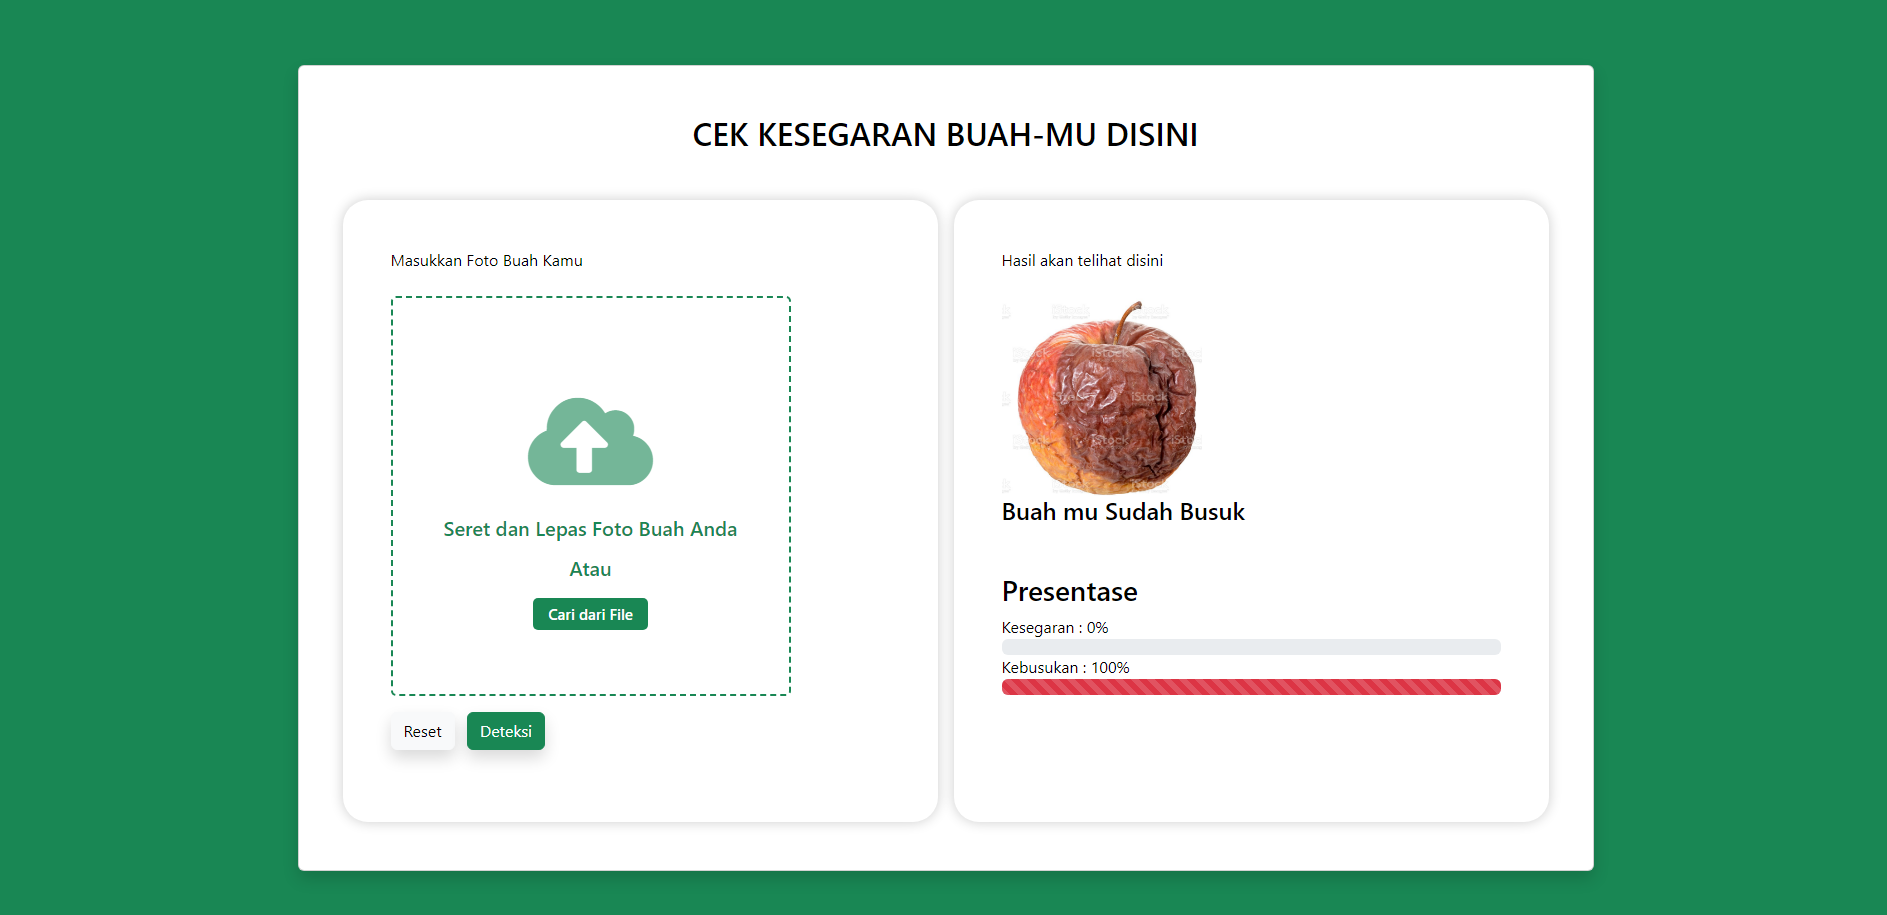 CEK KESEGARAN BUAH-MU DISINI
Masukkan Foto Buah Kamu
Seret dan Lepas Foto Buah Anda
Atau
Cari dari File
Reset
Deteksi
Hasil akan telihat disini
iStock
iStock
iStock
iStock
iStock
iStock
iStock
Buah mu Sudah Busuk
Presentase
Kesegaran : 0%
Kebusukan : 100%